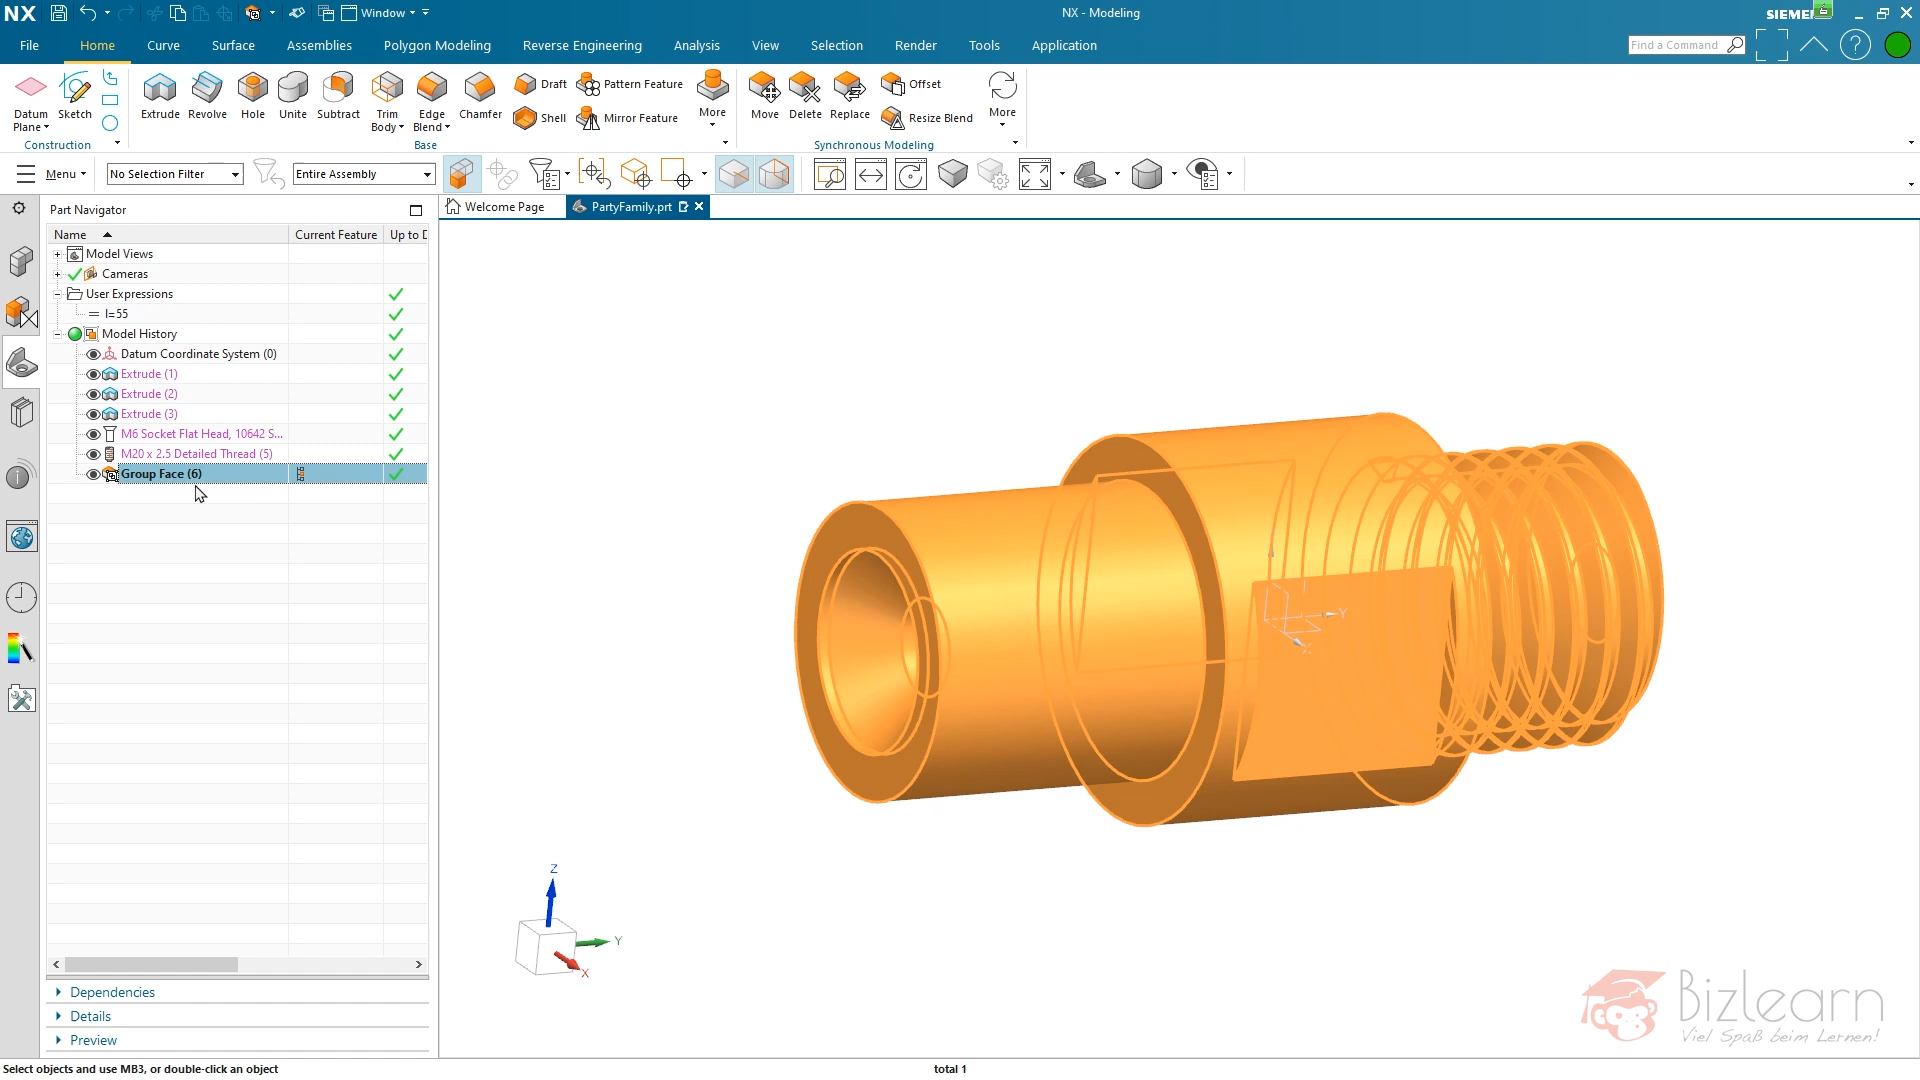 NX
Window
NX - Modeling
SIEME
File
Home
Curve
Surface
Assemblies
Polygon Modeling
Reverse Engineering
Analysis
View
Selection
Render
Tools
Application
Find a Command
Datum
Plane
Sketch
Extrude
Revolve
Hole
Unite
Subtract
Trim
Body
Edge
Blend
Chamfer
Draft
Shell
Pattern Feature
Mirror Feature
More
Move
Delete
Replace
Offset
Resize Blend
More
Construction
Base
Synchronous Modeling
Menu
No Selection Filter
Entire Assembly
Part Navigator
Welcome Page
PartyFamily.prt
Name
Current Feature
Up to D
Model Views
Cameras
User Expressions
l=55
Model History
Datum Coordinate System (0)
Extrude (1)
Extrude (2)
Extrude (3)
M6 Socket Flat Head, 10642 S...
M20 x 2.5 Detailed Thread (5)
Group Face (6)
Y
X
Z
Y
X
Dependencies
Details
Preview
Bizlearn
Viel Spaß beim Lernen!
Select objects and use MB3, or double-click an object
total 1